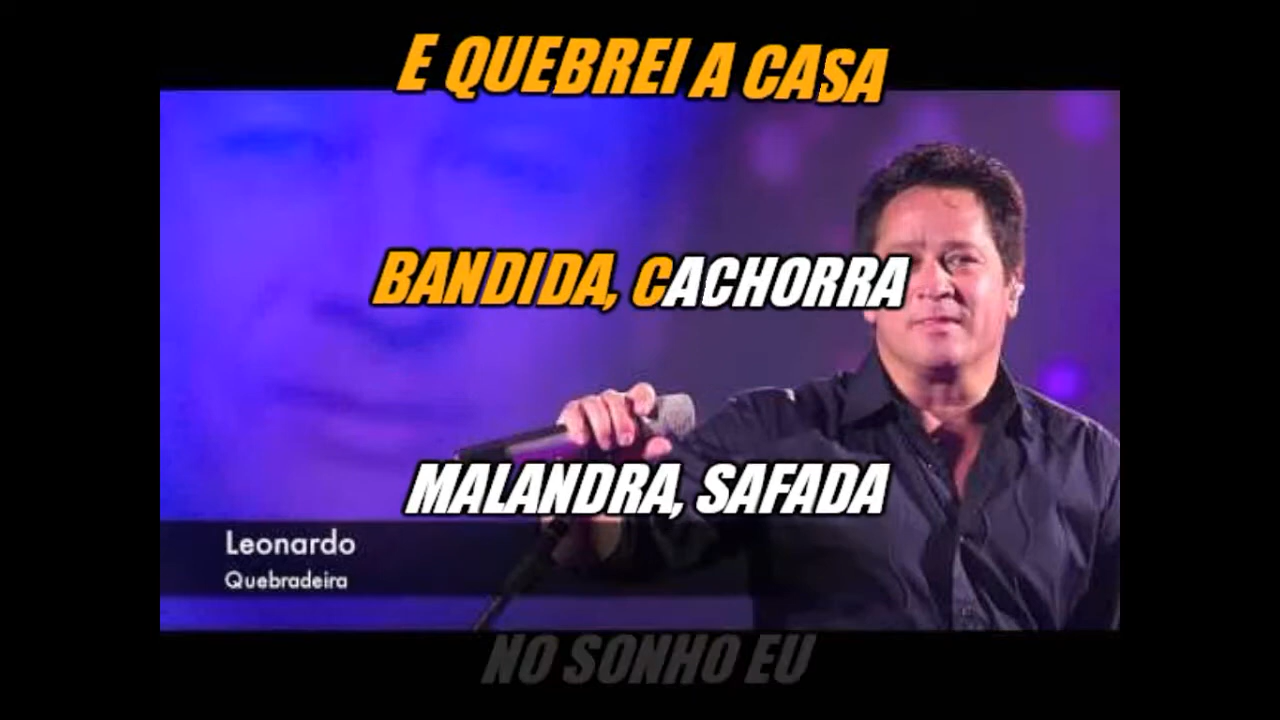 E QUEBREI A CASA
BANDIDA, CACHORRA
MALANDRA, SAFADA
Leonardo
Quebradeira
NO SONHO EU